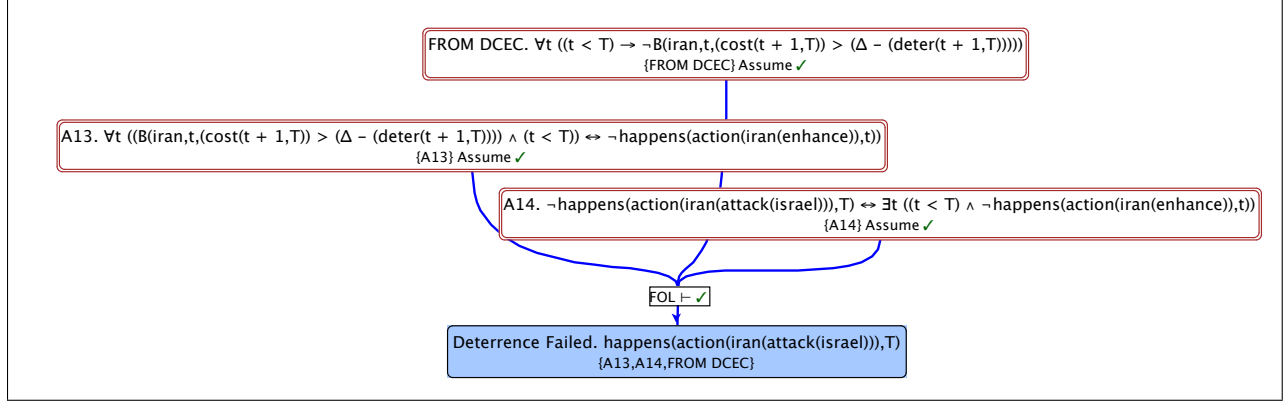 FROM DCEC. ∀t ((t < T) → ¬B(iran,t,(cost(t + 1,T)) > (Δ – (deter(t + 1,T)))))
{FROM DCEC} Assume ✓
A13. ∀t ((B(iran,t,(cost(t + 1,T)) > (Δ – (deter(t + 1,T)))) ∧ (t < T)) ↔ ¬happens(action(iran(enhance)),t))
{A13} Assume ✓
A14. ¬happens(action(iran(attack(israel))),T) ↔ ∃t ((t < T) ∧ ¬happens(action(iran(enhance)),t))
{A14} Assume ✓
FOL ⊢ ✓
Deterrence Failed. happens(action(iran(attack(israel))),T)
{A13,A14,FROM DCEC}